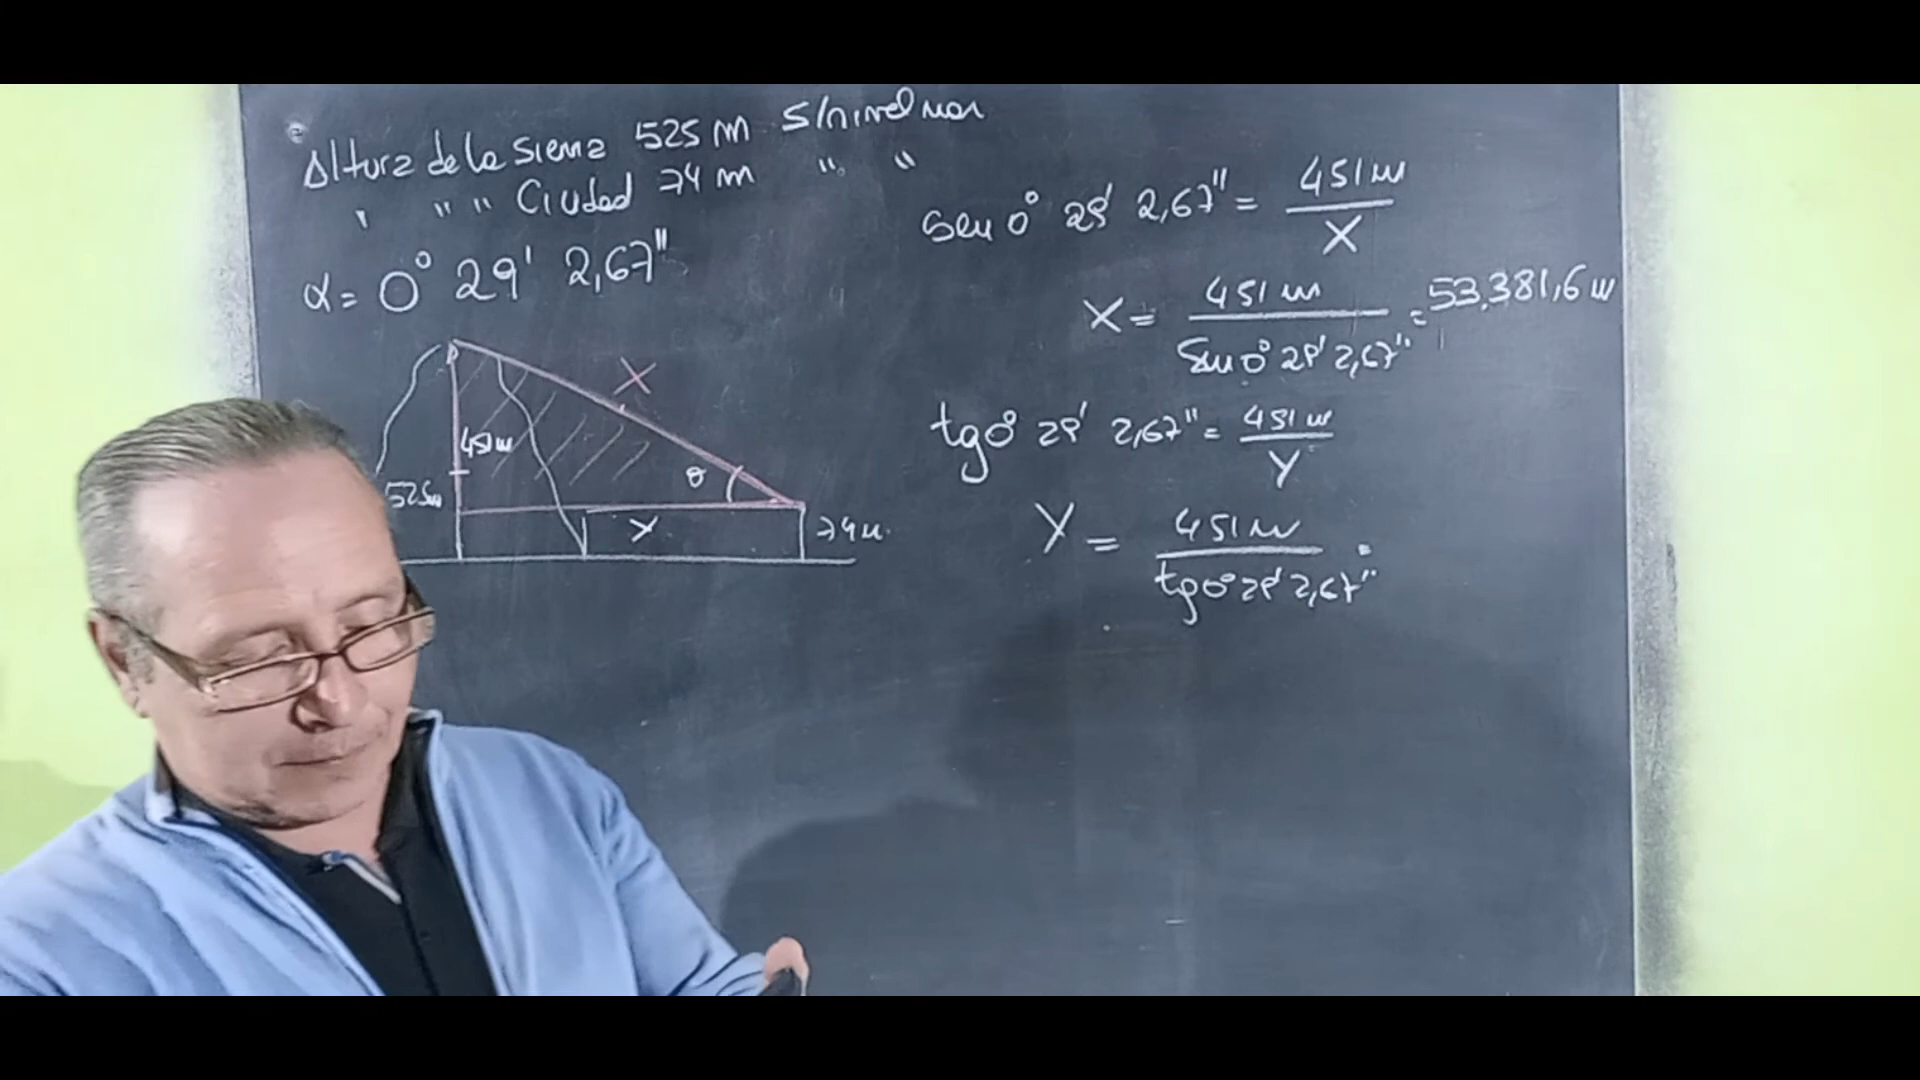 Altura de la Sierra 525 m S/nivel mar
" " " Ciudad 74 m " "
α = 0° 29' 2,67"
X
451 m
525 m
θ
Y
74 m.
Sen 0° 29' 2,67" = 451 m / X
X = 451 m / Sen 0° 29' 2,67" = 53.381,6 m
tg 0° 29' 2,67" = 451 m / Y
Y = 451 m / tg 0° 29' 2,67" =